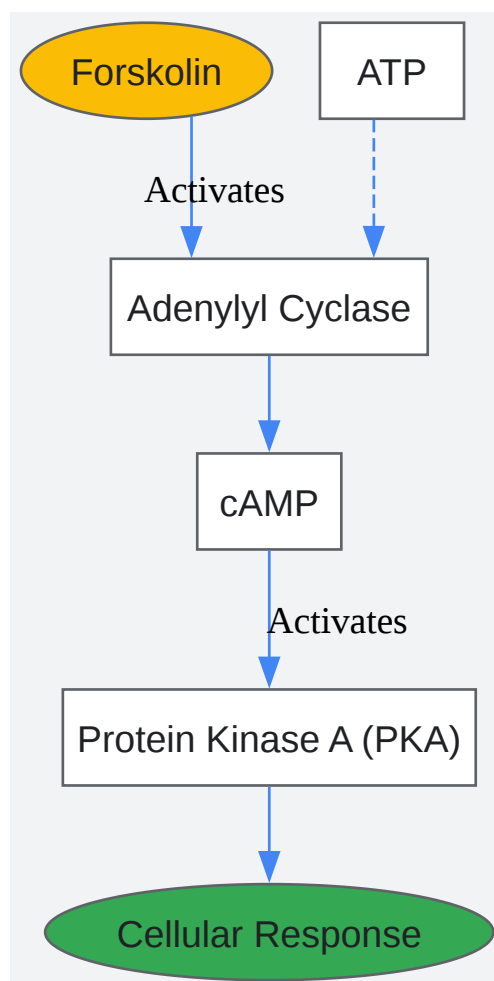 Forskolin
ATP
Activates
Adenylyl Cyclase
cAMP
Activates
Protein Kinase A (PKA)
Cellular Response